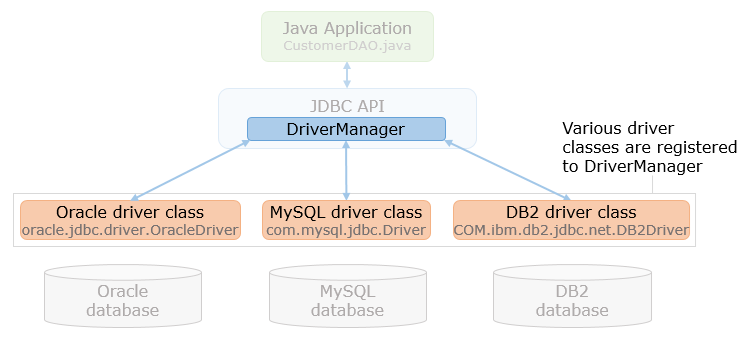 Java Application
CustomerDAO.java
JDBC API
DriverManager
Various driver
classes are registered
to DriverManager
Oracle driver class
oracle.jdbc.driver.OracleDriver
MySQL driver class
com.mysql.jdbc.Driver
DB2 driver class
COM.ibm.db2.jdbc.net.DB2Driver
Oracle
database
MySQL
database
DB2
database